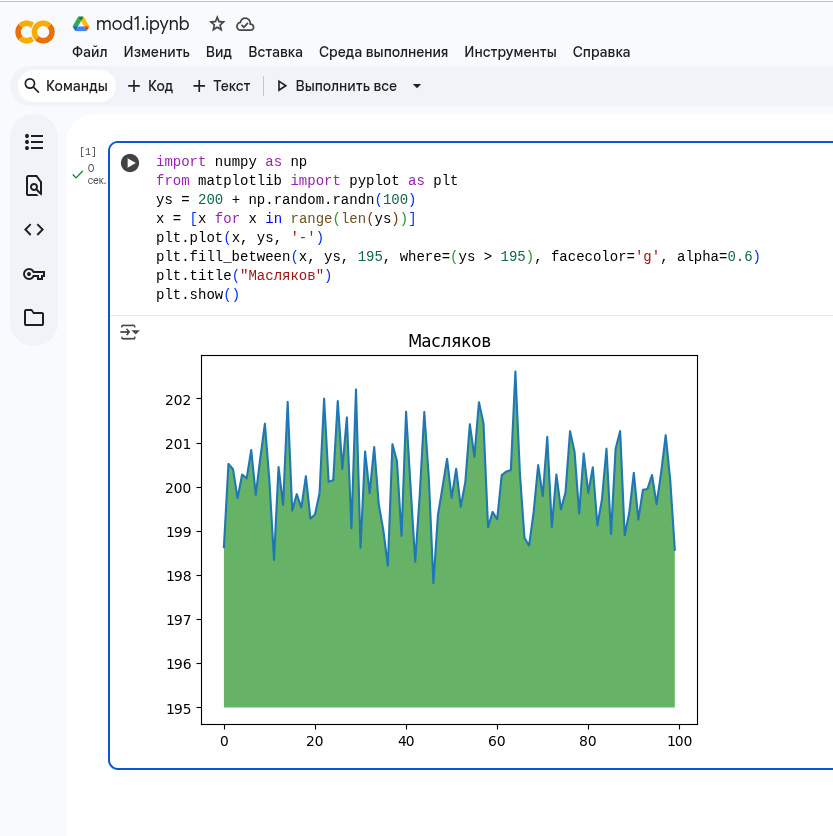 mod1.ipynb
Файл Изменить Вид Вставка Среда выполнения Инструменты Справка
Команды + Код + Текст Выполнить все
[1]
0
сек.
import numpy as np
from matplotlib import pyplot as plt
ys = 200 + np.random.randn(100)
x = [x for x in range(len(ys))]
plt.plot(x, ys, '-')
plt.fill_between(x, ys, 195, where=(ys > 195), facecolor='g', alpha=0.6)
plt.title("Масляков")
plt.show()
Масляков
202
201
200
199
198
197
196
195
0 20 40 60 80 100